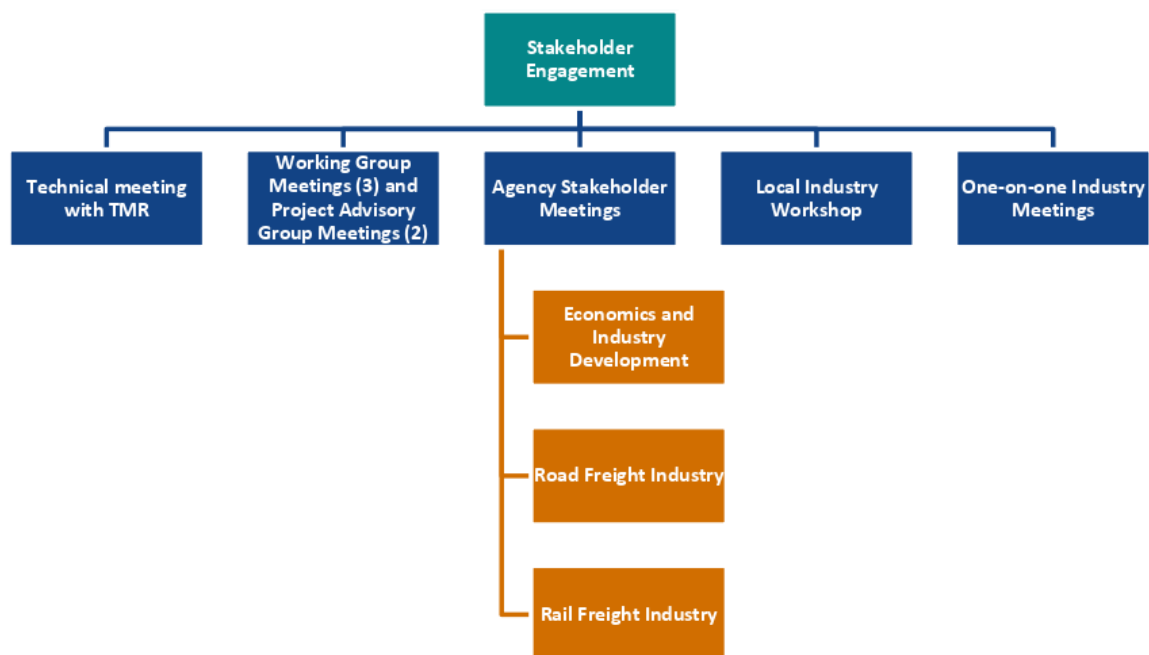 Stakeholder
Engagement
Technical meeting
with TMR
Working Group
Meetings (3) and
Project Advisory
Group Meetings (2)
Agency Stakeholder
Meetings
Local Industry
Workshop
One-on-one Industry
Meetings
Economics and
Industry
Development
Road Freight Industry
Rail Freight Industry